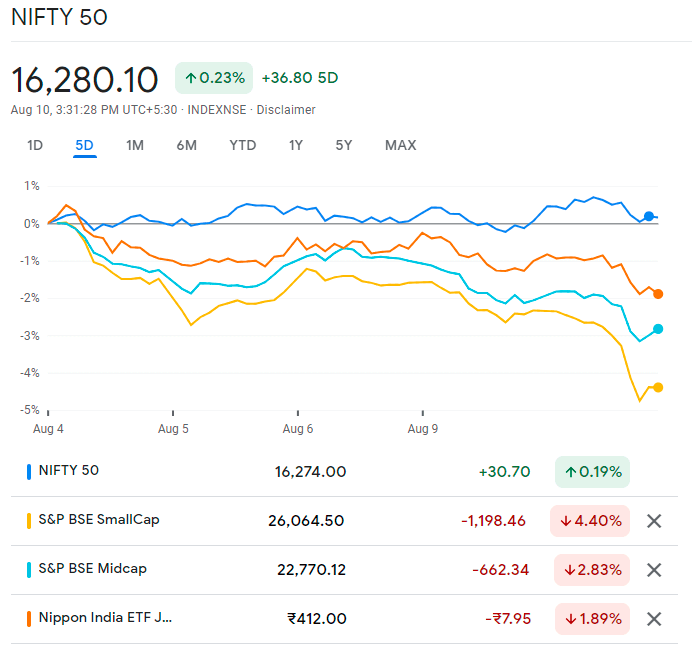 NIFTY 50
16,280.10 ↑0.23% +36.80 5D
Aug 10, 3:31:28 PM UTC+5:30 · INDEXNSE · Disclaimer
1D 5D 1M 6M YTD 1Y 5Y MAX
1%
0%
-1%
-2%
-3%
-4%
-5%
Aug 4 Aug 5 Aug 6 Aug 9
NIFTY 50 16,274.00 +30.70 ↑0.19%
S&P BSE SmallCap 26,064.50 -1,198.46 ↓4.40%
S&P BSE Midcap 22,770.12 -662.34 ↓2.83%
Nippon India ETF J... ₹412.00 -₹7.95 ↓1.89%